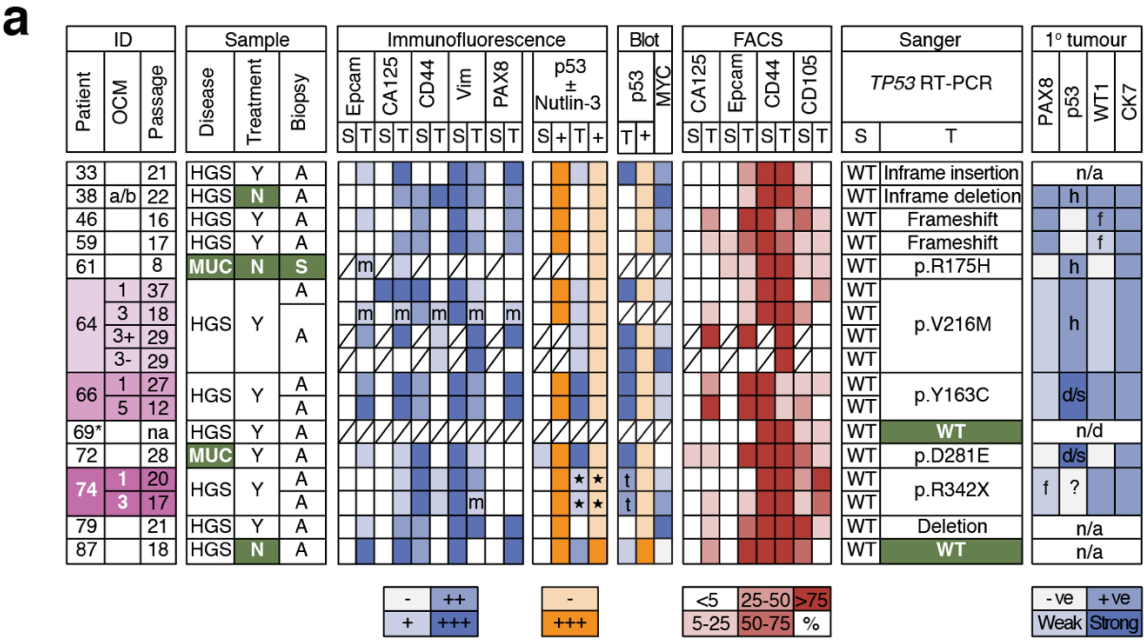 a
ID Sample Immunofluorescence Blot FACS Sanger 1° tumour
Patient OCM Passage Disease Treatment Biopsy Epcam CA125 CD44 Vim PAX8 p53 ± Nutlin-3 p53 MYC CA125 Epcam CD44 CD105 TP53 RT-PCR PAX8 p53 WT1 CK7
S T S T S T S T S T S + T + T + S T S T S T S T S T
33 21 HGS Y A WT Inframe insertion n/a
38 a/b 22 HGS N A WT Inframe deletion h
46 16 HGS Y A WT Frameshift f
59 17 HGS Y A WT Frameshift f
61 8 MUC N S m WT p.R175H h
64 1 37 HGS Y A WT p.V216M h
3 18 A m m m m m WT
3+ 29 WT
3- 29 WT
66 1 27 HGS Y A WT p.Y163C d/s
5 12 A WT
69* na HGS Y A WT WT n/d
72 28 MUC Y A WT p.D281E d/s
74 1 20 HGS Y A ★ ★ t WT p.R342X f ?
3 17 A m ★ ★ t WT
79 21 HGS Y A WT Deletion n/a
87 18 HGS N A WT WT n/a
- ++ - <5 25-50 >75 -ve +ve
+ +++ +++ 5-25 50-75 % Weak Strong